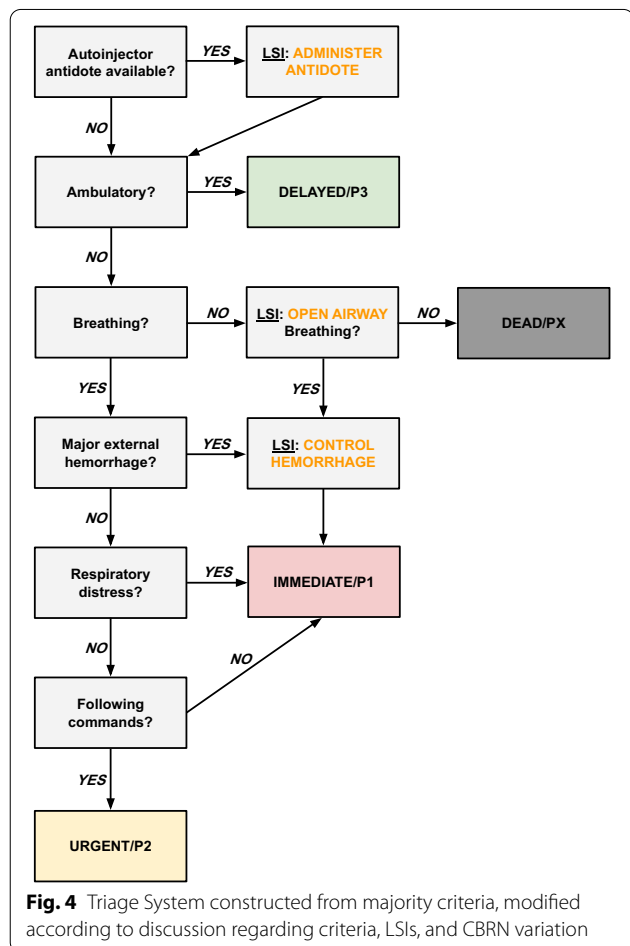 Autoinjector
antidote available?
YES
LSI: ADMINISTER
ANTIDOTE
NO
Ambulatory?
YES
DELAYED/P3
NO
Breathing?
NO
LSI: OPEN AIRWAY
Breathing?
NO
DEAD/PX
YES
YES
Major external
hemorrhage?
YES
LSI: CONTROL
HEMORRHAGE
NO
Respiratory
distress?
YES
IMMEDIATE/P1
NO
NO
Following
commands?
YES
URGENT/P2
Fig. 4 Triage System constructed from majority criteria, modified
according to discussion regarding criteria, LSIs, and CBRN variation